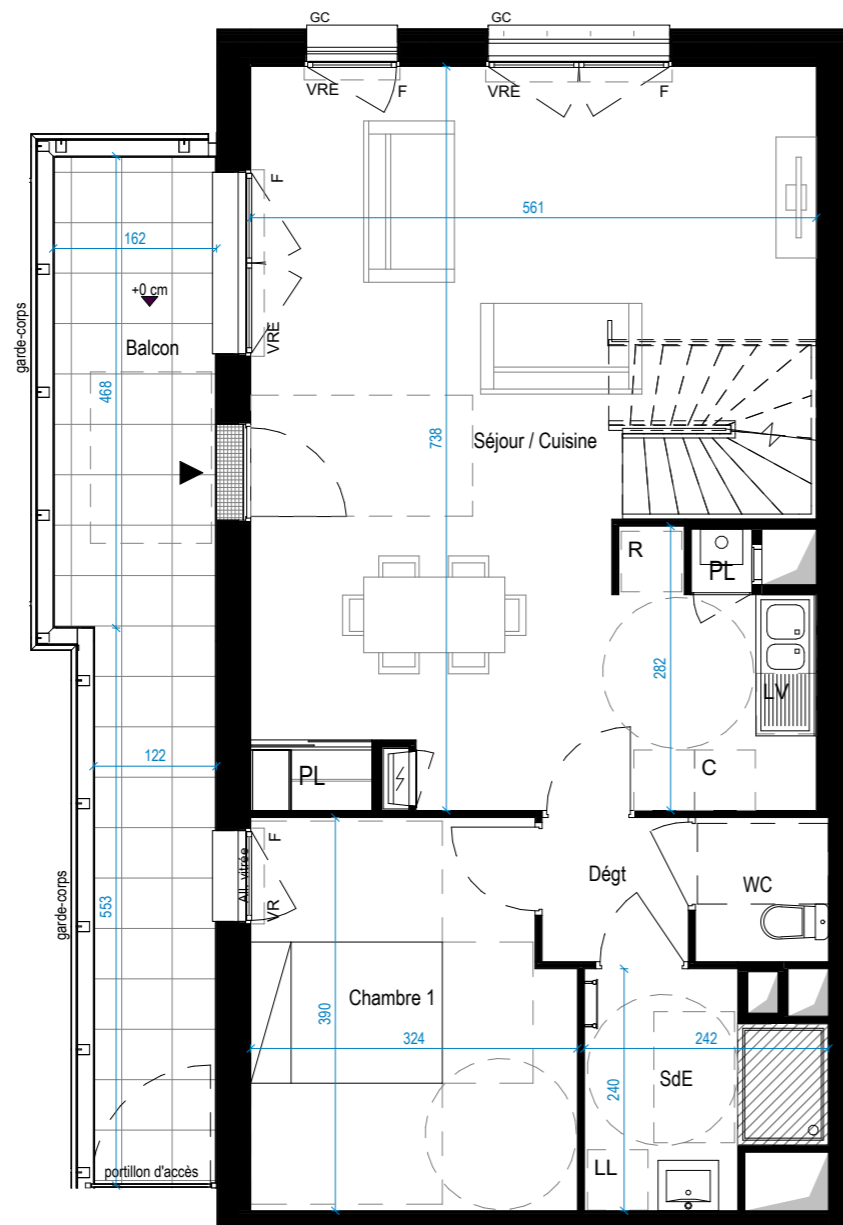 GC
GC
VRE
F
VRE
F
F
561
162
+0 cm
VRE
Balcon
garde-corps
468
738
Séjour / Cuisine
R
PL
282
LV
122
PL
C
F
All. vitrée
VR
Dégt
WC
553
garde-corps
Chambre 1
390
324
242
SdE
240
LL
portillon d'accès